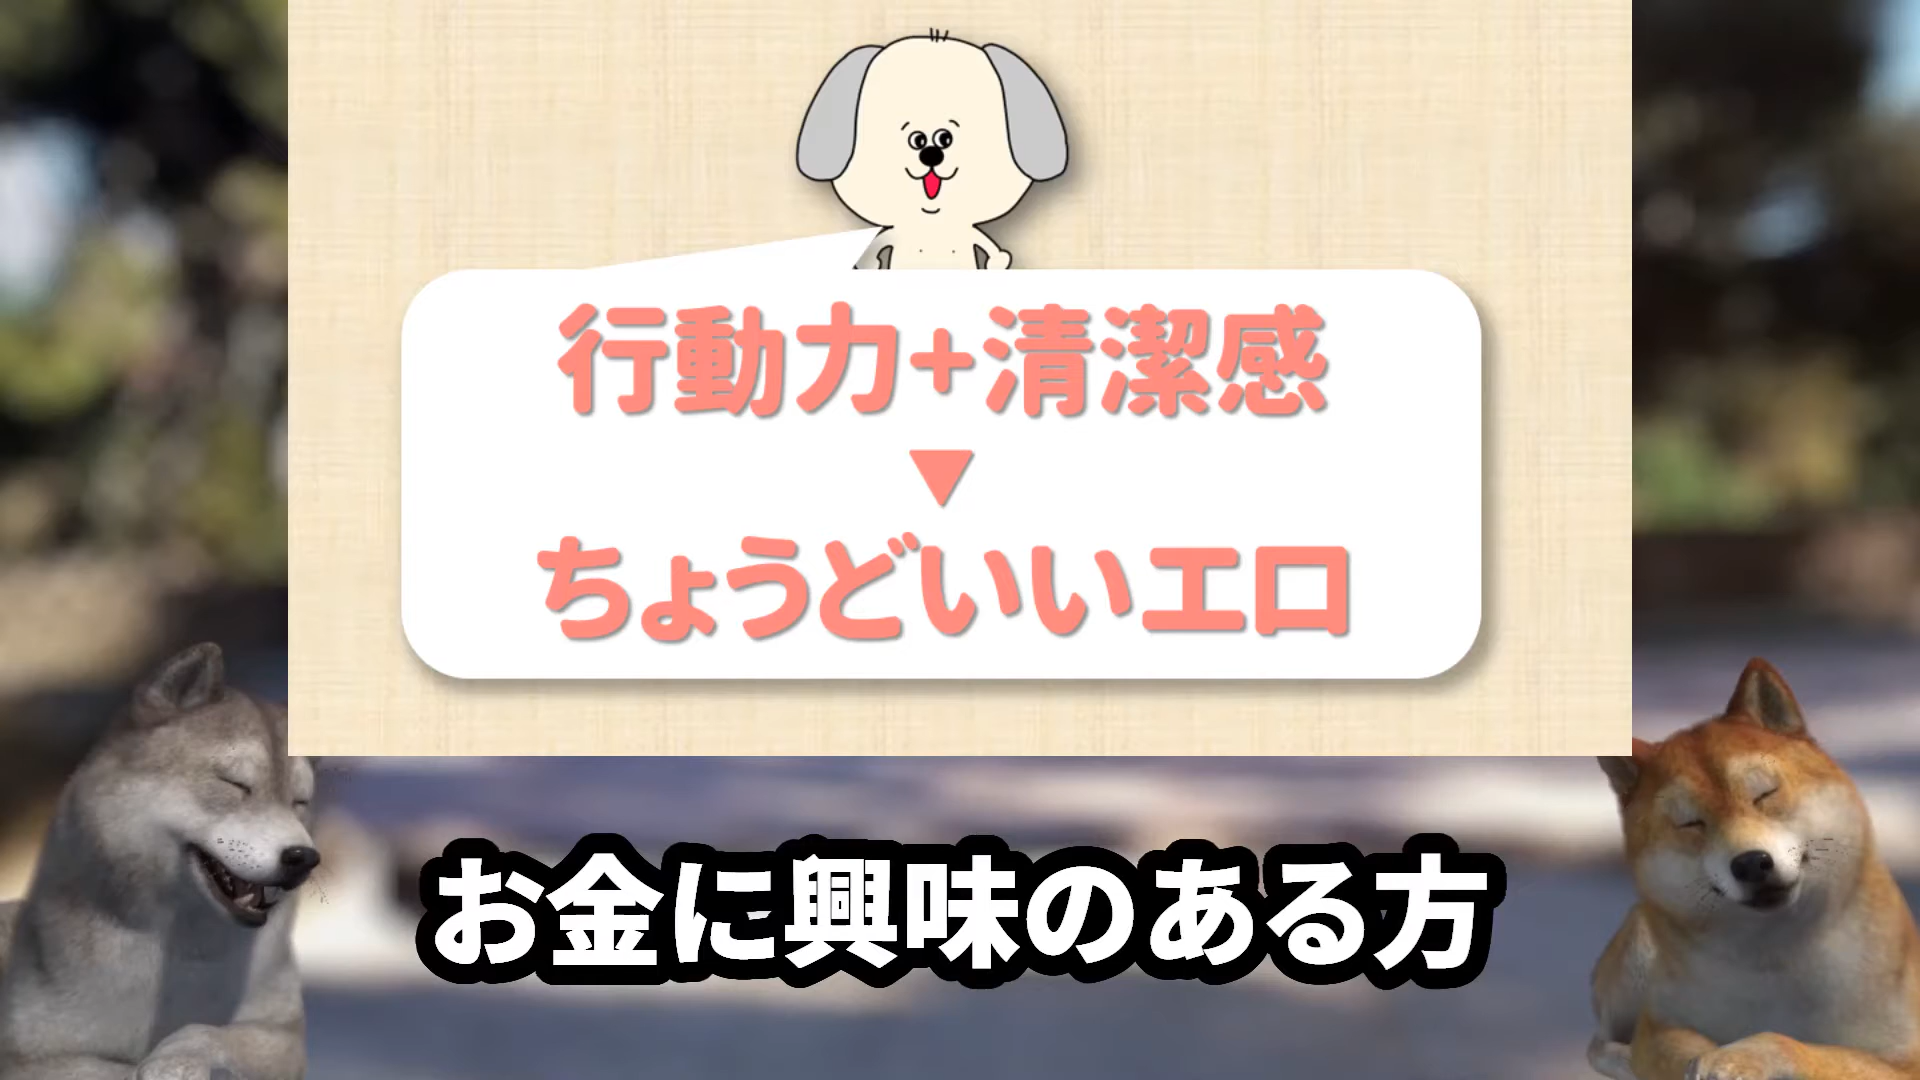 行動力+清潔感
▼
ちょうどいいエロ
お金に興味のある方